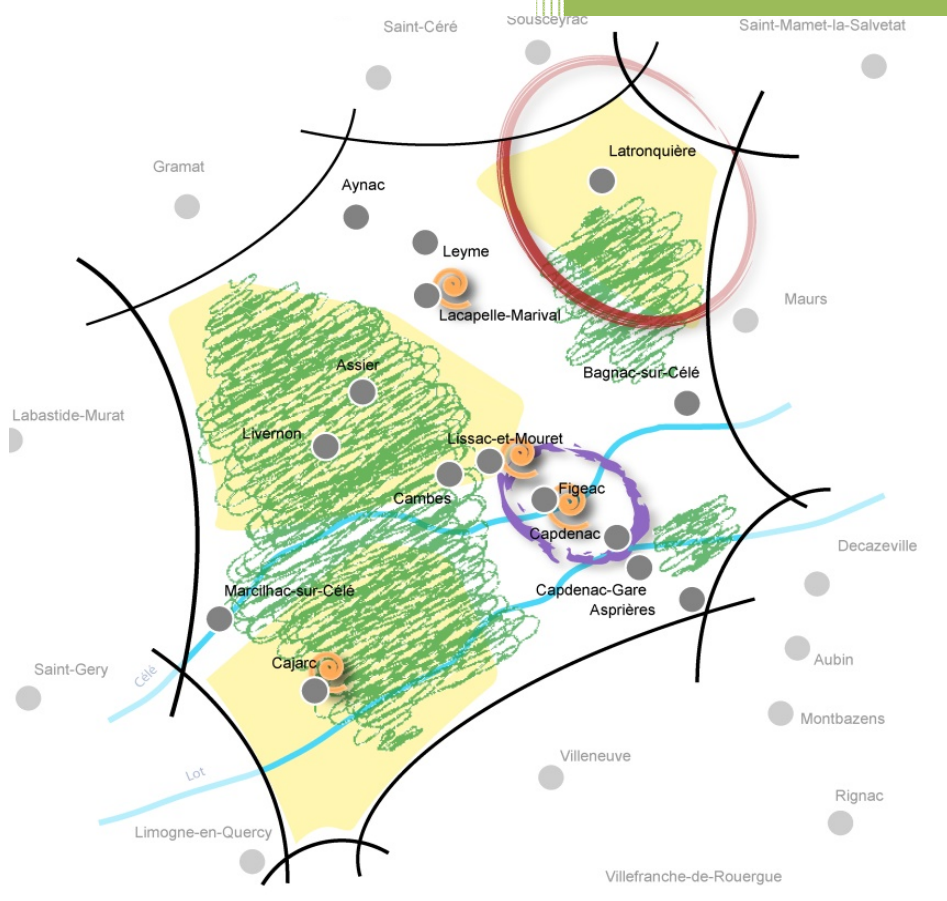 Sousceyrac
Saint-Céré
Saint-Mamet-la-Salvetat
Latronquière
Gramat
Aynac
Leyme
Maurs
Lacapelle-Marival
Assier
Bagnac-sur-Célé
Labastide-Murat
Livernon
Lissac-et-Mouret
Cambes
Figeac
Capdenac
Decazeville
Marcilhac-sur-Célé
Capdenac-Gare
Asprières
Cajarc
Saint-Gery
Célé
Aubin
Montbazens
Villeneuve
Lot
Rignac
Limogne-en-Quercy
Villefranche-de-Rouergue